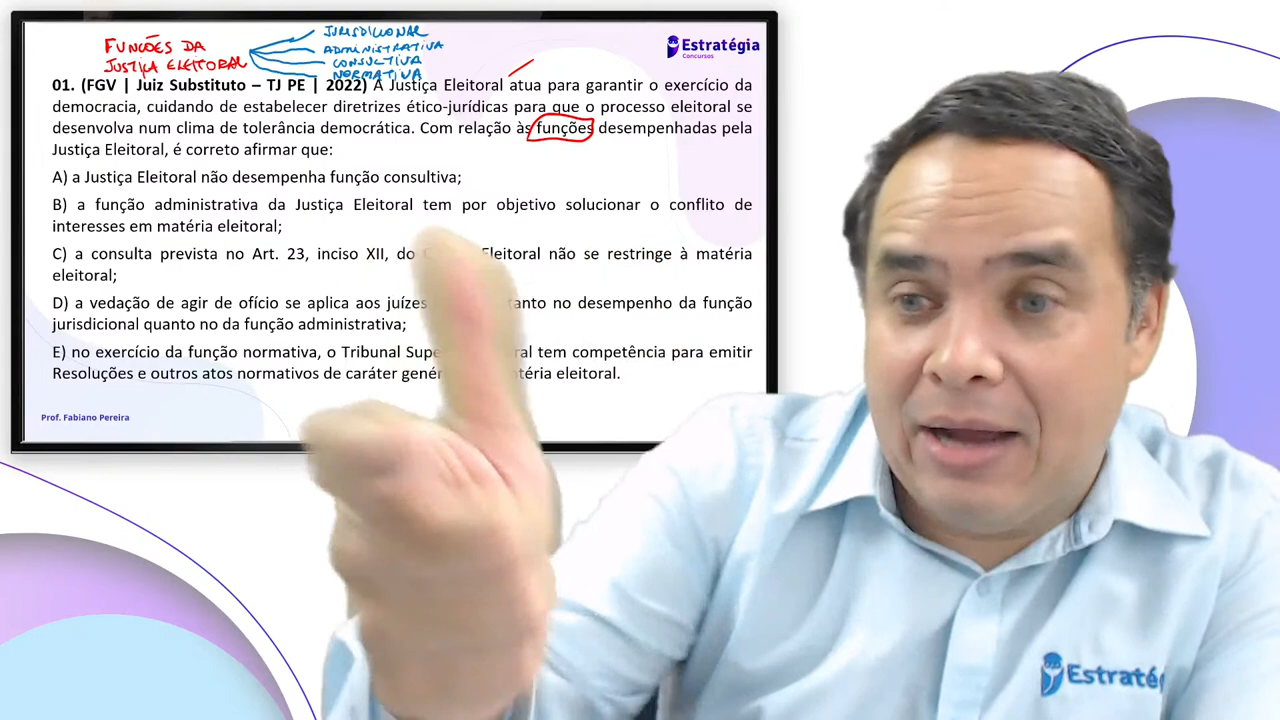 FUNCÕES DA
JUSTIÇA ELEITORAL
JURISDICIONAL
ADMINISTRATIVA
CONSULTIVA
NORMATIVA
Estratégia
Concursos
01. (FGV | Juiz Substituto – TJ PE | 2022) A Justiça Eleitoral atua para garantir o exercício da
democracia, cuidando de estabelecer diretrizes ético-jurídicas para que o processo eleitoral se
desenvolva num clima de tolerância democrática. Com relação às funções desempenhadas pela
Justiça Eleitoral, é correto afirmar que:
A) a Justiça Eleitoral não desempenha função consultiva;
B) a função administrativa da Justiça Eleitoral tem por objetivo solucionar o conflito de
interesses em matéria eleitoral;
C) a consulta prevista no Art. 23, inciso XII, do Eleitoral não se restringe à matéria
eleitoral;
D) a vedação de agir de ofício se aplica aos juízes tanto no desempenho da função
jurisdicional quanto no da função administrativa;
E) no exercício da função normativa, o Tribunal tem competência para emitir
Resoluções e outros atos normativos de caráter eleitoral.
Prof. Fabiano Pereira